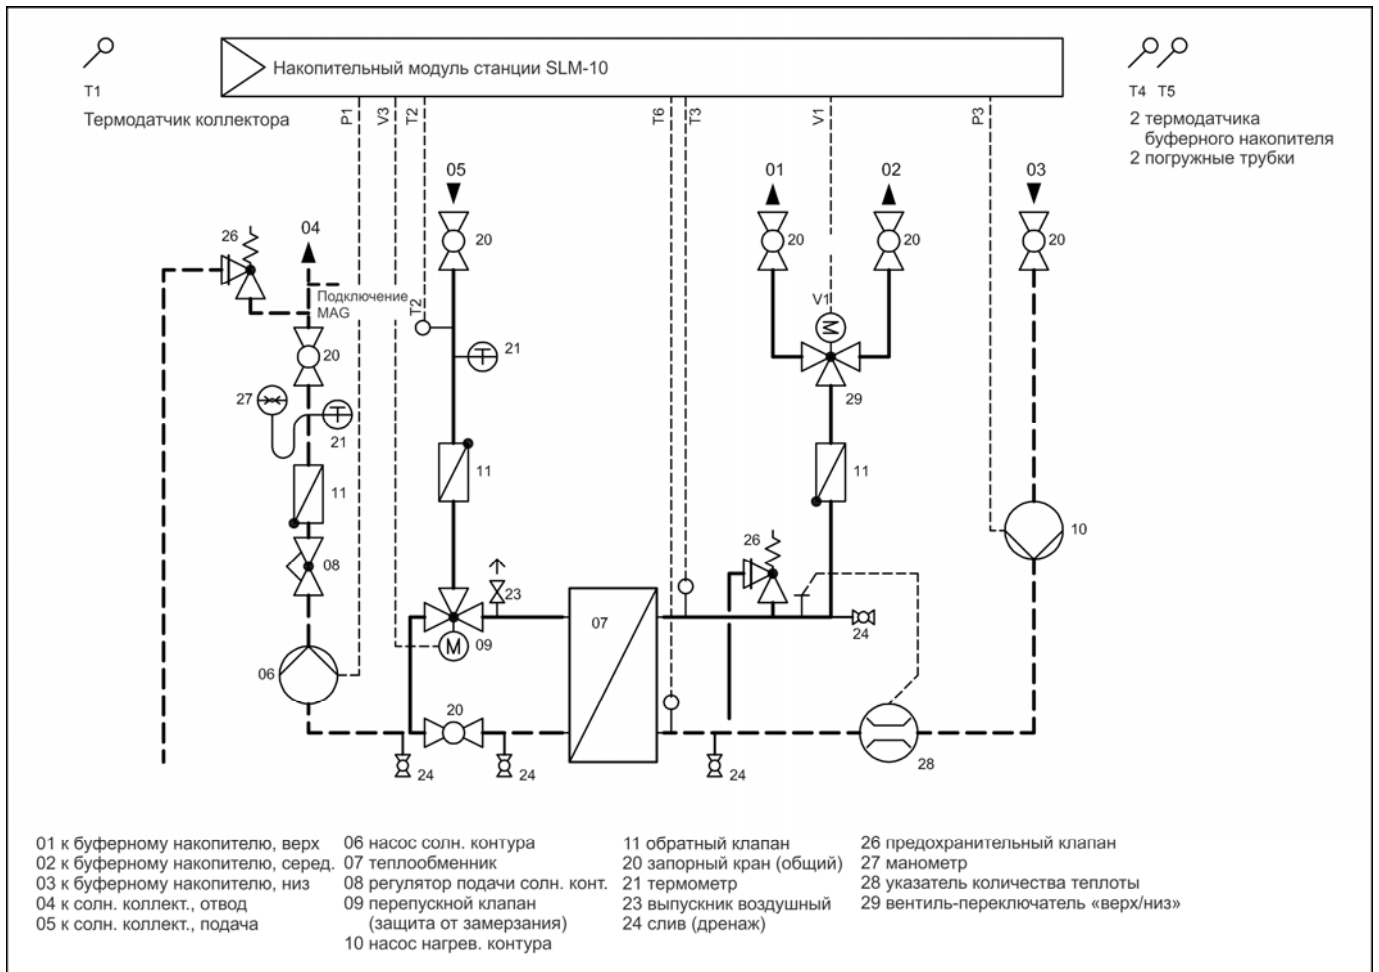 Накопительный модуль станции SLM-10
T1
Термодатчик коллектора
P1
V3
T2
T6
T3
V1
P3
T4 T5
2 термодатчика
буферного накопителя
2 погружные трубки
05
01
02
03
04
26
20
20
20
20
Подключение
MAG
T2
V1
M
20
21
29
27
21
11
11
11
26
10
08
23
07
24
09
M
06
20
24
24
24
28
01 к буферному накопителю, верх
02 к буферному накопителю, серед.
03 к буферному накопителю, низ
04 к солн. коллект., отвод
05 к солн. коллект., подача
06 насос солн. контура
07 теплообменник
08 регулятор подачи солн. конт.
09 перепускной клапан
(защита от замерзания)
10 насос нагрев. контура
11 обратный клапан
20 запорный кран (общий)
21 термометр
23 выпускник воздушный
24 слив (дренаж)
26 предохранительный клапан
27 манометр
28 указатель количества теплоты
29 вентиль-переключатель «верх/низ»